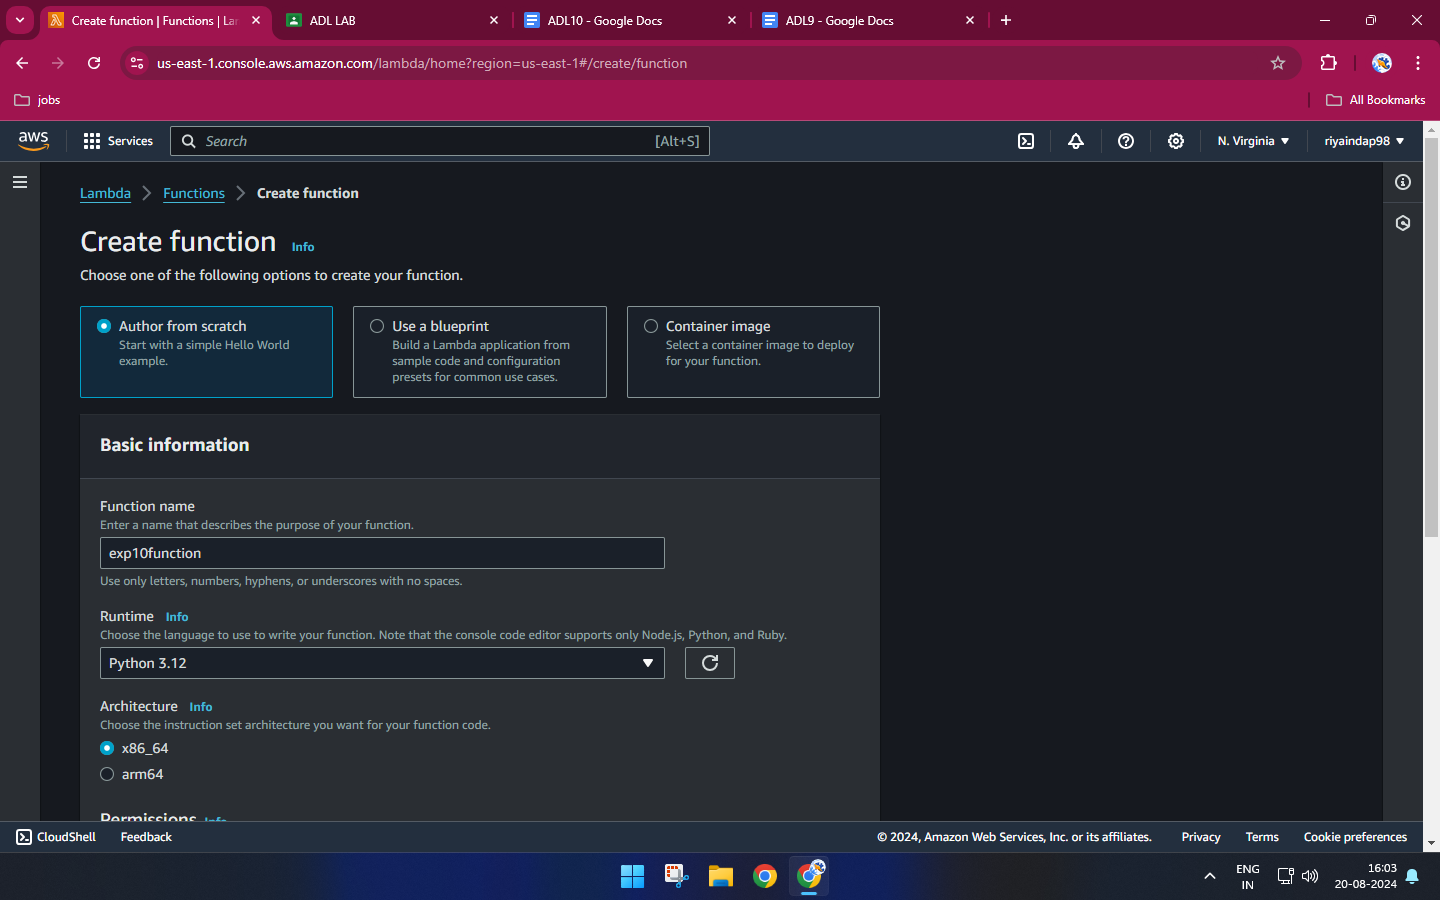 Create function | Functions | Lar
ADL LAB
ADL10 - Google Docs
ADL9 - Google Docs
us-east-1.console.aws.amazon.com/lambda/home?region=us-east-1#/create/function
jobs
All Bookmarks
aws
Services
Search
[Alt+S]
N. Virginia
riyaindap98
Lambda
Functions
Create function
Create function Info
Choose one of the following options to create your function.
Author from scratch
Start with a simple Hello World
example.
Use a blueprint
Build a Lambda application from
sample code and configuration
presets for common use cases.
Container image
Select a container image to deploy
for your function.
Basic information
Function name
Enter a name that describes the purpose of your function.
exp10function
Use only letters, numbers, hyphens, or underscores with no spaces.
Runtime Info
Choose the language to use to write your function. Note that the console code editor supports only Node.js, Python, and Ruby.
Python 3.12
Architecture Info
Choose the instruction set architecture you want for your function code.
x86_64
arm64
Permissions Info
CloudShell
Feedback
© 2024, Amazon Web Services, Inc. or its affiliates.
Privacy
Terms
Cookie preferences
ENG
IN
16:03
20-08-2024